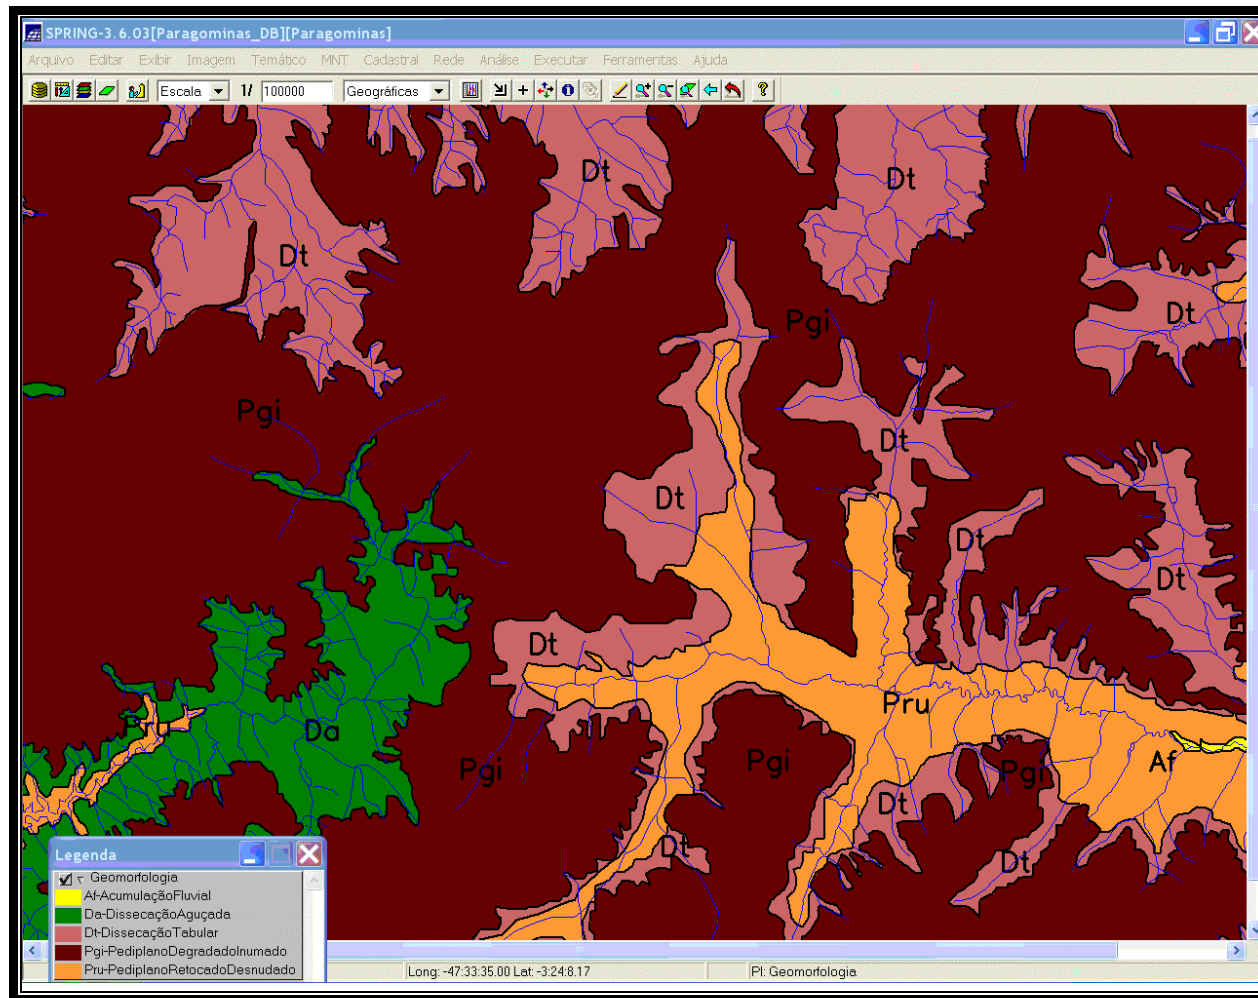 SPRING-3.6.03[Paragominas_DB][Paragominas]
Arquivo Editar Exibir Imagem Temático MNT Cadastral Rede Análise Executar Ferramentas Ajuda
Escala 1/ 100000 Geográficas
Dt
Dt
Dt
Dt
Pgi
Dt
Pgi
Dt
Dt
Dt
Dt
Dt
Pru
Da
Pru
Pgi
Pgi
Pgi
Af
Dt
Dt
Dt
Legenda
Geomorfologia
Af-AcumulaçãoFluvial
Da-DissecaçãoAguçada
Dt-DissecaçãoTabular
Pgi-PediplanoDegradadoInumado
Pru-PediplanoRetocadoDesnudado
Long: -47:33:35.00 Lat: -3:24:8.17 PI: Geomorfologia